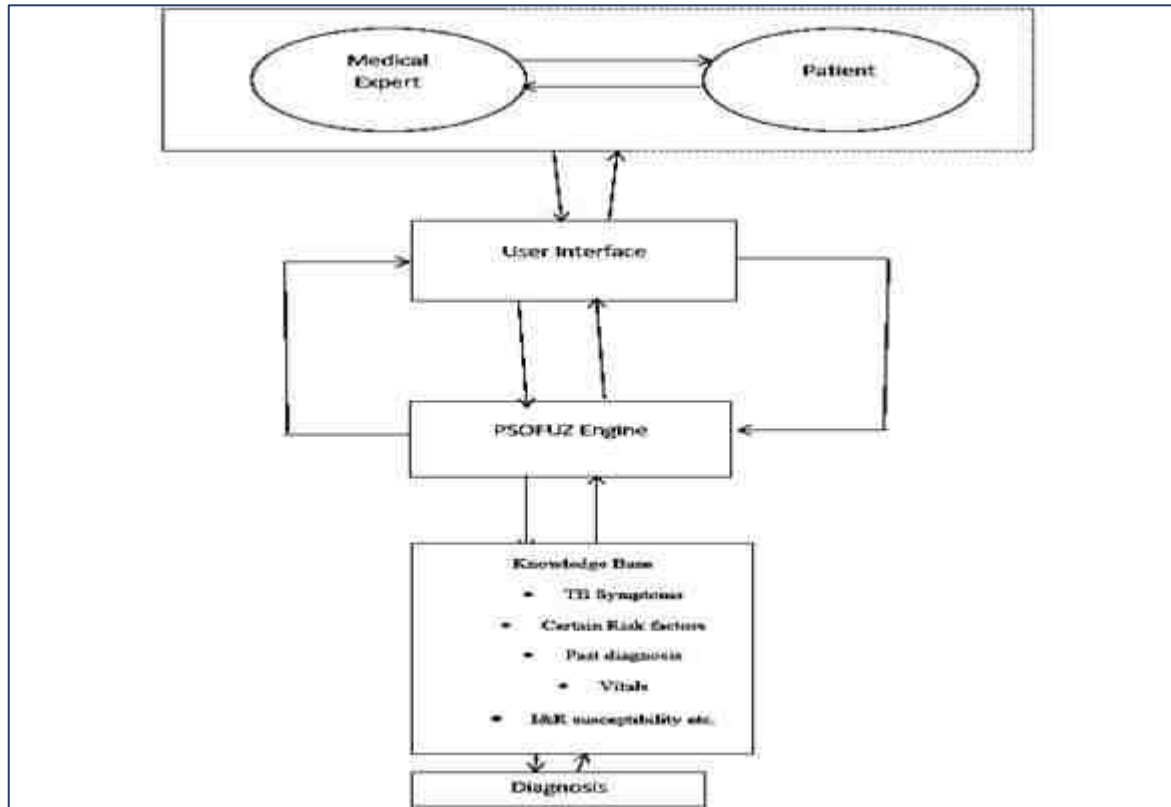 Medical
Expert
Patient
User Interface
PSOFUZ Engine
Knowledge Base
• TB Symptoms
• Certain Risk factors
• Past diagnosis
• Vitals
• I&R susceptibility etc.
Diagnosis